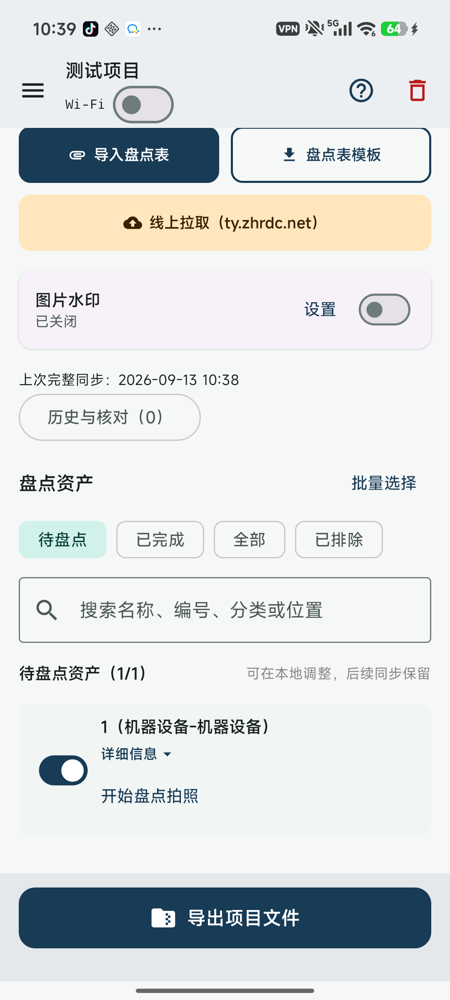 10:39
VPN 5G 6 64
测试项目
Wi-Fi
导入盘点表
盘点表模板
线上拉取（ty.zhrdc.net）
图片水印
已关闭
设置
上次完整同步：2026-09-13 10:38
历史与核对（0）
盘点资产
批量选择
待盘点
已完成
全部
已排除
搜索名称、编号、分类或位置
待盘点资产（1/1）
可在本地调整，后续同步保留
1（机器设备-机器设备）
详细信息
开始盘点拍照
导出项目文件